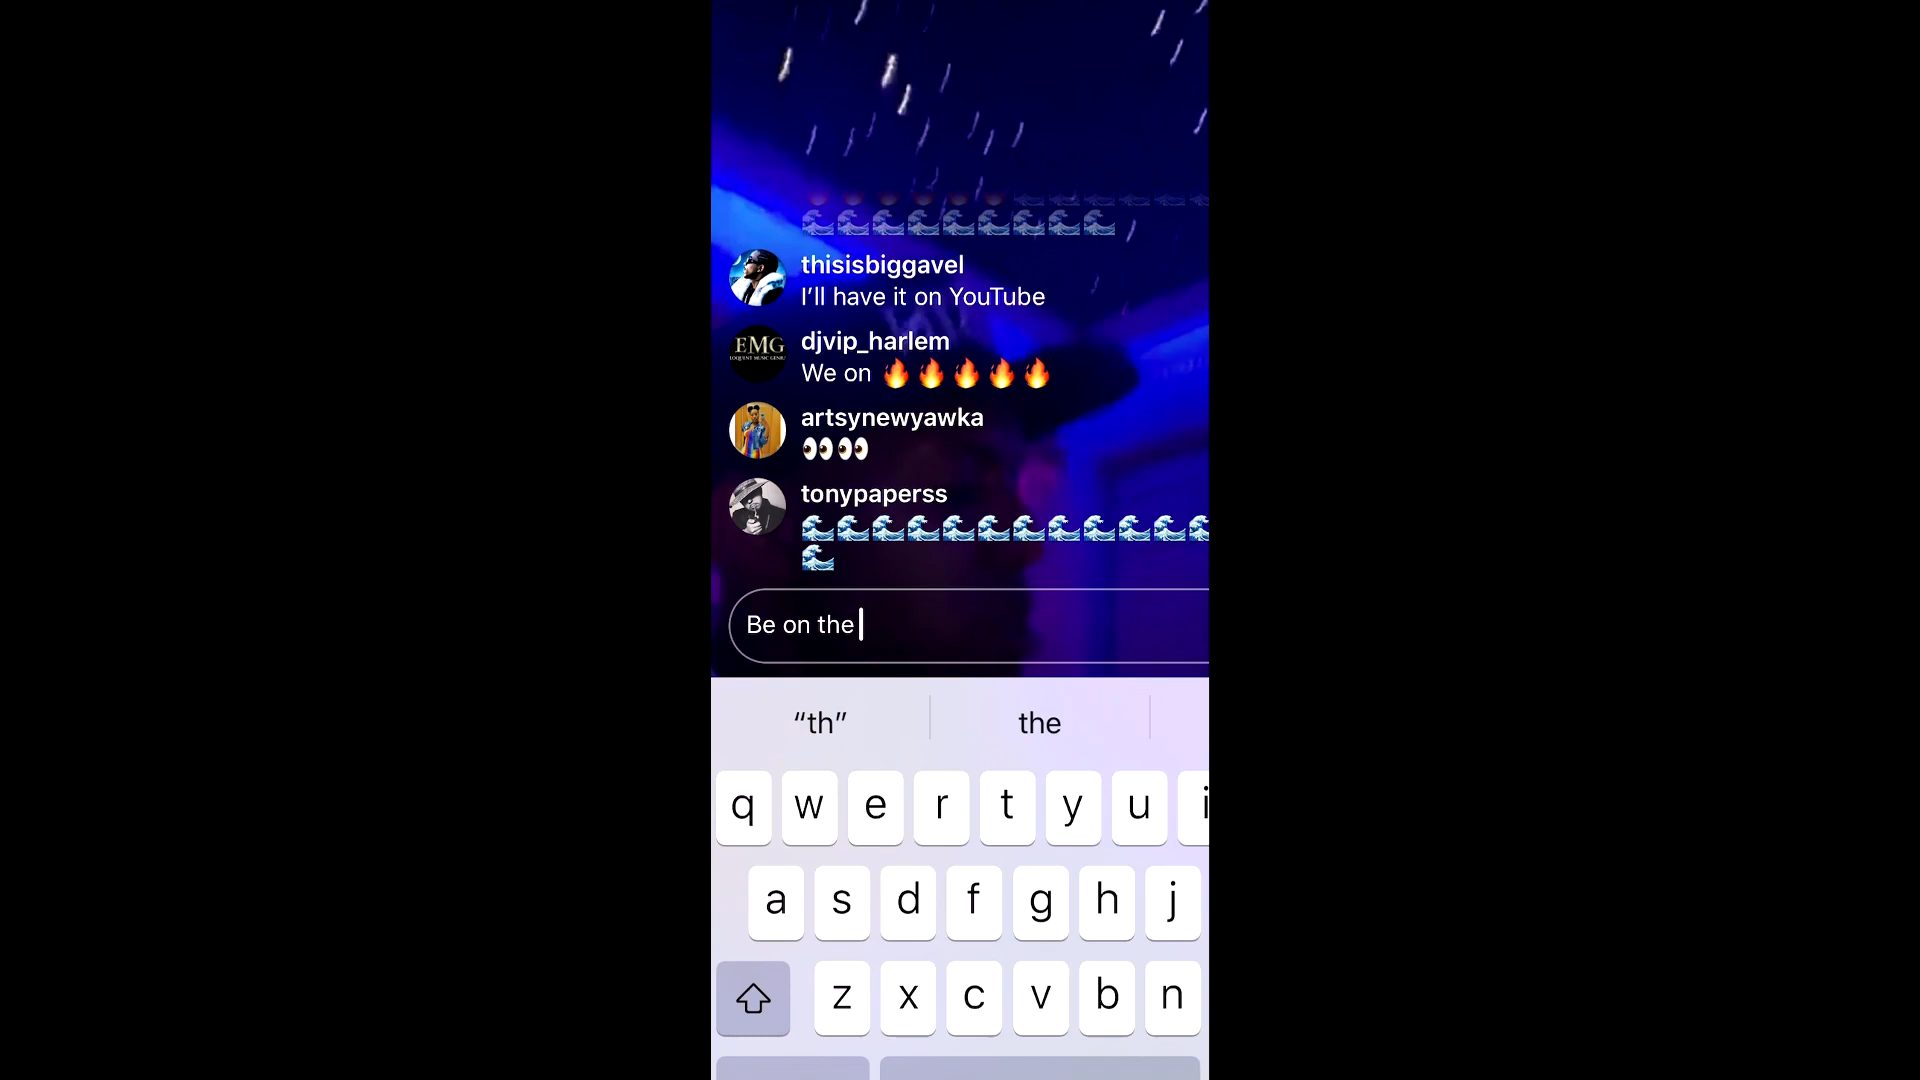 🌊🌊🌊🌊🌊🌊🌊🌊🌊
thisisbiggavel
I’ll have it on YouTube
EMG
djvip_harlem
We on 🔥🔥🔥🔥🔥
artsynewyawka
👀👀
tonypaperss
🌊🌊🌊🌊🌊🌊🌊🌊🌊🌊🌊🌊
🌊
Be on the
“th” the
q w e r t y u i
a s d f g h j
z x c v b n